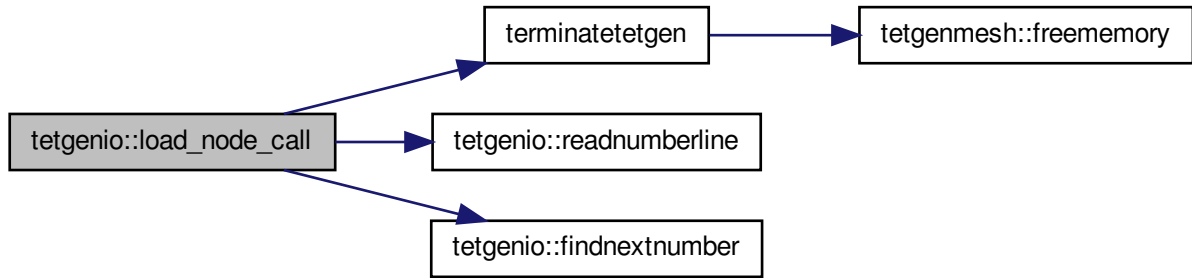 terminatetetgen
tetgenmesh::freememory
tetgenio::load_node_call
tetgenio::readnumberline
tetgenio::findnextnumber